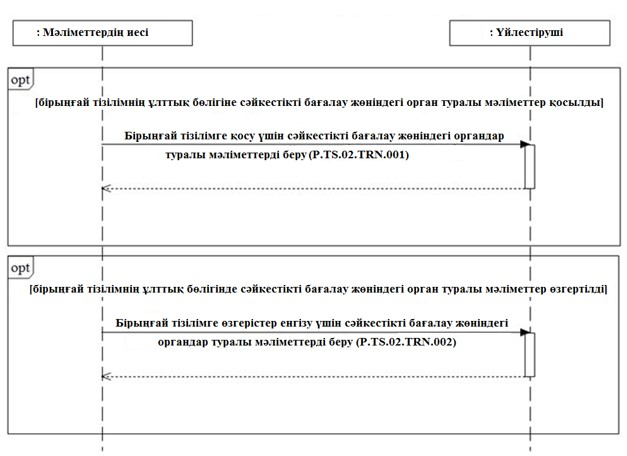 : Мәліметтердің иесі
: Үйлестіруші
opt
[бірыңғай тізілімнің ұлттық бөлігіне сәйкестікті бағалау жөніндегі орган туралы мәліметтер қосылды]
Бірыңғай тізілімге қосу үшін сәйкестікті бағалау жөніндегі органдар
туралы мәліметтерді беру (P.TS.02.TRN.001)
opt
[бірыңғай тізілімнің ұлттық бөлігінде сәйкестікті бағалау жөніндегі орган туралы мәліметтер өзгертілді]
Бірыңғай тізілімге өзгерістер енгізу үшін сәйкестікті бағалау жөніндегі
органдар туралы мәліметтерді беру (P.TS.02.TRN.002)